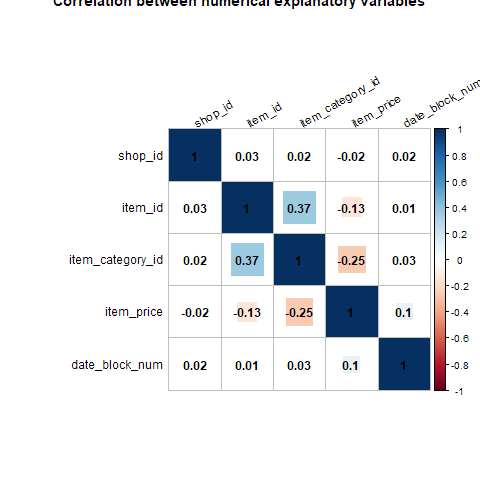 Correlation between numerical explanatory variables
shop_id item_id item_category_id item_price date_block_num
shop_id 1 0.03 0.02 -0.02 0.02
item_id 0.03 1 0.37 -0.13 0.01
item_category_id 0.02 0.37 1 -0.25 0.03
item_price -0.02 -0.13 -0.25 1 0.1
date_block_num 0.02 0.01 0.03 0.1 1
1
0.8
0.6
0.4
0.2
0
-0.2
-0.4
-0.6
-0.8
-1